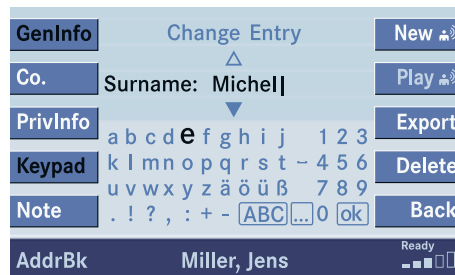 GenInfo Change Entry New
Co. Surname: Michell Play
PrivInfo Export
a b c d e f g h i j 1 2 3
Keypad k l m n o p q r s t - 4 5 6 Delete
u v w x y z ä ö ü ß 7 8 9
Note . ! ? , : + - ABC ... 0 ok Back
AddrBk Miller, Jens Ready